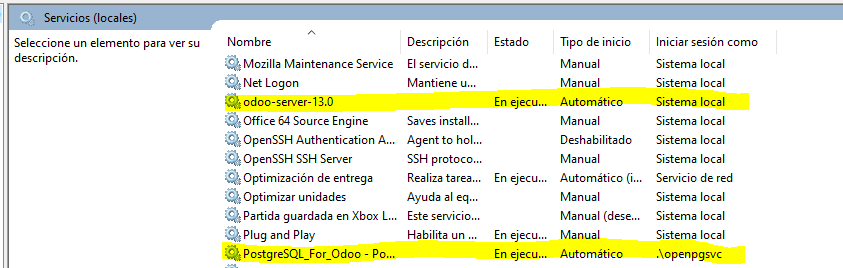 Servicios (locales)
Seleccione un elemento para ver su
descripción.
Nombre Descripción Estado Tipo de inicio Iniciar sesión como
Mozilla Maintenance Service El servicio d... Manual Sistema local
Net Logon Mantiene u... Manual Sistema local
odoo-server-13.0 En ejecu... Automático Sistema local
Office 64 Source Engine Saves install... Manual Sistema local
OpenSSH Authentication A... Agent to hol... Deshabilitado Sistema local
OpenSSH SSH Server SSH protoco... Manual Sistema local
Optimización de entrega Realiza tarea... En ejecu... Automático (i... Servicio de red
Optimizar unidades Ayuda al eq... Manual Sistema local
Partida guardada en Xbox L... Este servicio... Manual (dese... Sistema local
Plug and Play Habilita un ... En ejecu... Manual Sistema local
PostgreSQL_For_Odoo - Po... En ejecu... Automático .\openpgsvc